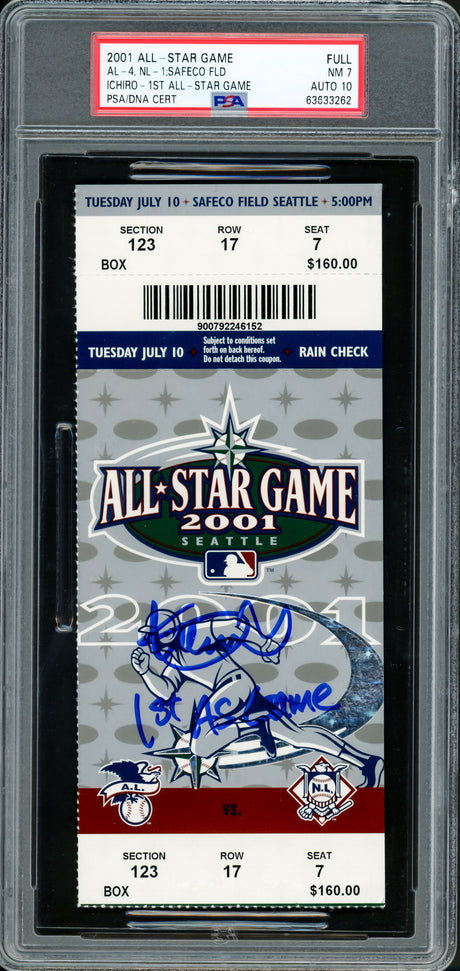 2001 ALL-STAR GAME FULL
AL-4, NL-1;SAFECO FLD NM 7
ICHIRO-1ST ALL-STAR GAME AUTO 10
PSA/DNA CERT PSA 63633262
TUESDAY JULY 10 SAFECO FIELD SEATTLE 5:00PM
SECTION ROW SEAT
123 17 7
BOX $160.00
900792246152
TUESDAY JULY 10 Subject to conditions set forth on back hereof. Do not detach this coupon. RAIN CHECK
ALL★STAR GAME
2001
SEATTLE
TM
2001
1st AS Game
A.L. N.L.
VS.
SECTION ROW SEAT
123 17 7
BOX $160.00